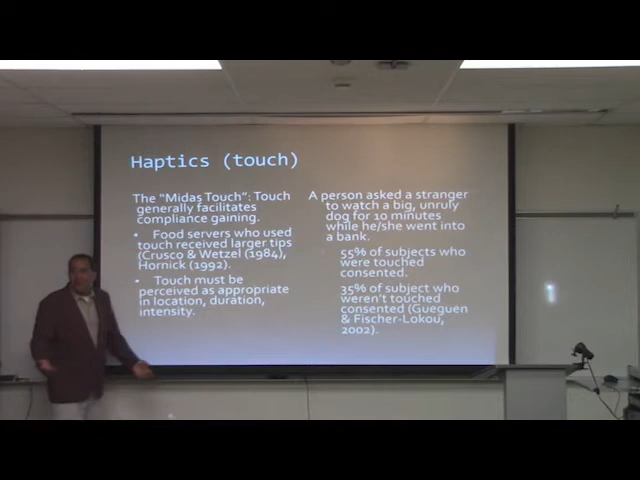 Haptics (touch)
The “Midas Touch”: Touch
generally facilitates
compliance gaining.
• Food servers who used
touch received larger tips
(Crusco & Wetzel (1984),
Hornick (1992).
• Touch must be
perceived as appropriate
in location, duration,
intensity.
A person asked a stranger
to watch a big, unruly
dog for 10 minutes
while he/she went into
a bank.
55% of subjects who
were touched
consented.
35% of subject who
weren't touched
consented (Gueguen
& Fischer-Lokou,
2002).